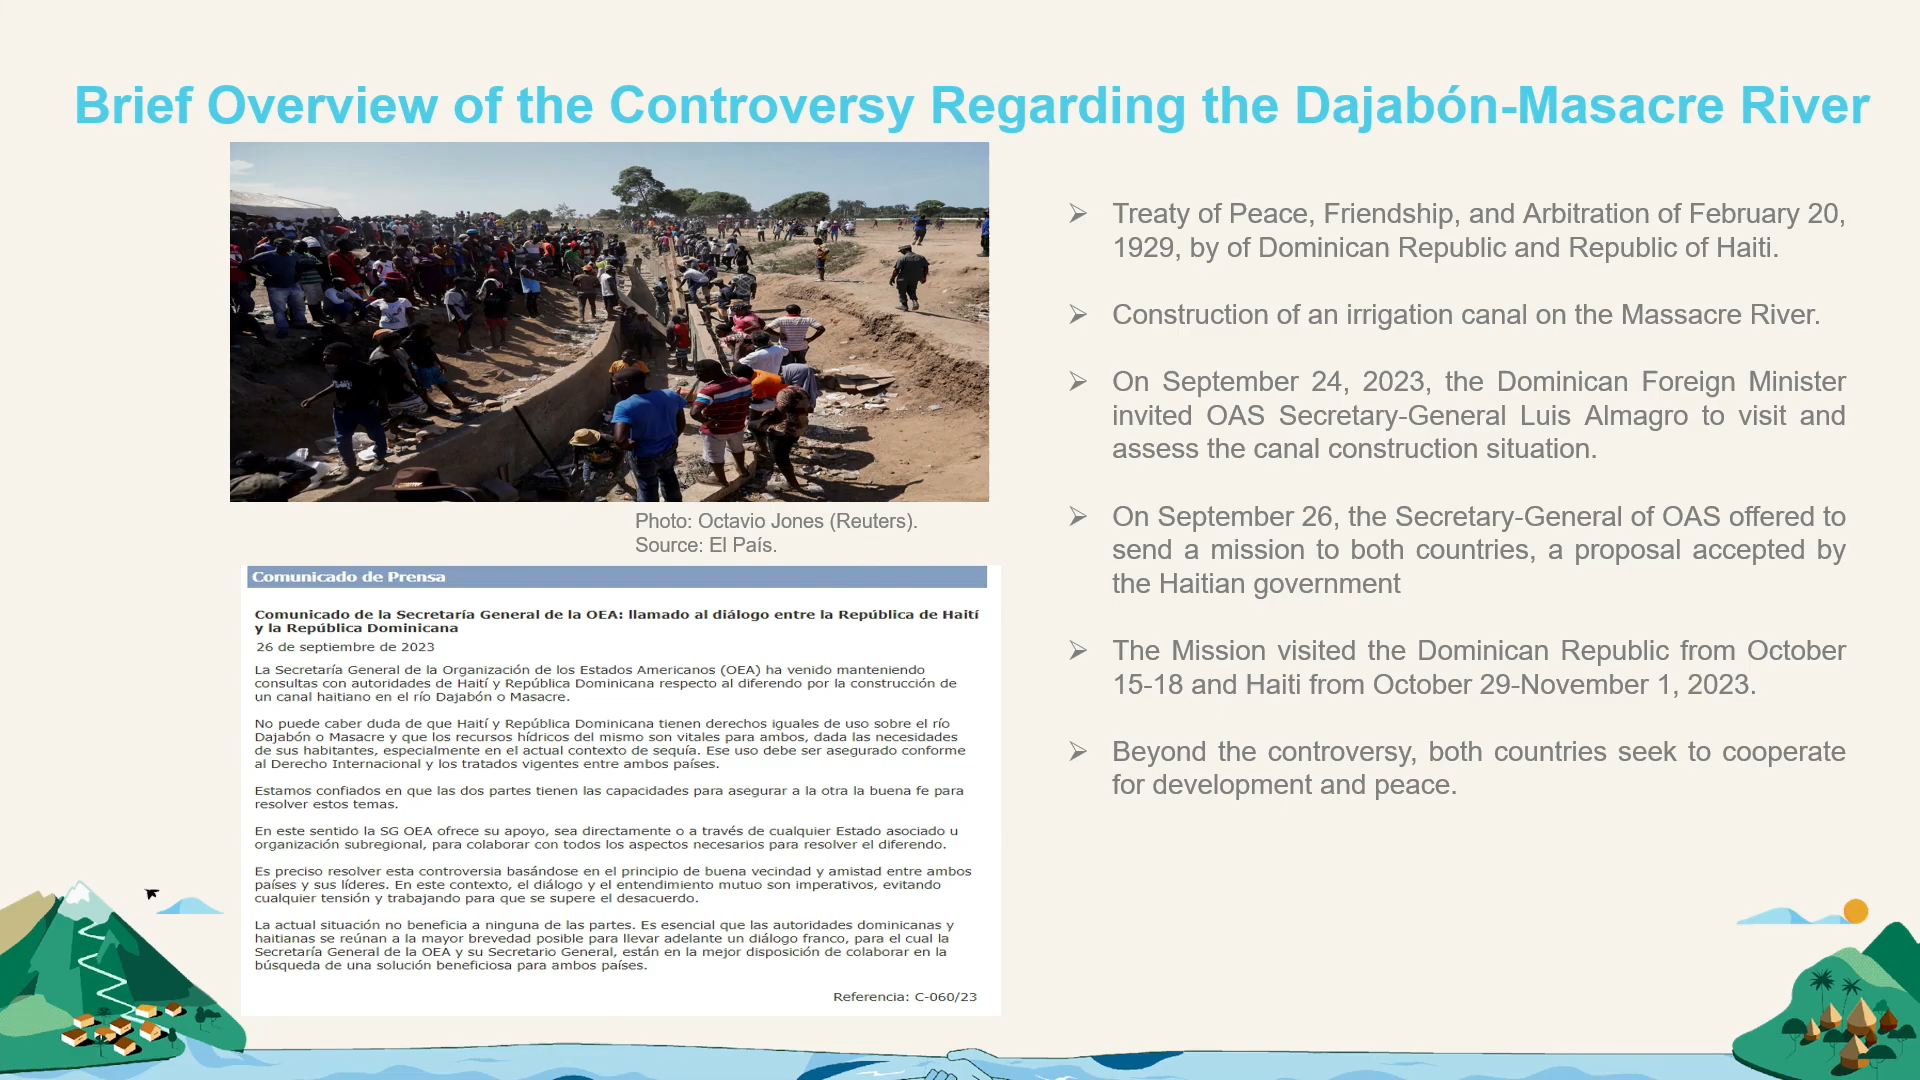 Brief Overview of the Controversy Regarding the Dajabón-Masacre River
Photo: Octavio Jones (Reuters).
Source: El País.
Comunicado de Prensa
Comunicado de la Secretaría General de la OEA: llamado al diálogo entre la República de Haití
y la República Dominicana
26 de septiembre de 2023
La Secretaría General de la Organización de los Estados Americanos (OEA) ha venido manteniendo
consultas con autoridades de Haití y República Dominicana respecto al diferendo por la construcción de
un canal haitiano en el río Dajabón o Masacre.
No puede caber duda de que Haití y República Dominicana tienen derechos iguales de uso sobre el río
Dajabón o Masacre y que los recursos hídricos del mismo son vitales para ambos, dada las necesidades
de sus habitantes, especialmente en el actual contexto de sequía. Ese uso debe ser asegurado conforme
al Derecho Internacional y los tratados vigentes entre ambos países.
Estamos confiados en que las dos partes tienen las capacidades para asegurar a la otra la buena fe para
resolver estos temas.
En este sentido la SG OEA ofrece su apoyo, sea directamente o a través de cualquier Estado asociado u
organización subregional, para colaborar con todos los aspectos necesarios para resolver el diferendo.
Es preciso resolver esta controversia basándose en el principio de buena vecindad y amistad entre ambos
países y sus líderes. En este contexto, el diálogo y el entendimiento mutuo son imperativos, evitando
cualquier tensión y trabajando para que se supere el desacuerdo.
La actual situación no beneficia a ninguna de las partes. Es esencial que las autoridades dominicanas y
haitianas se reúnan a la mayor brevedad posible para llevar adelante un diálogo franco, para el cual la
Secretaría General de la OEA y su Secretario General, están en la mejor disposición de colaborar en la
búsqueda de una solución beneficiosa para ambos países.
Referencia: C-060/23
Treaty of Peace, Friendship, and Arbitration of February 20,
1929, by of Dominican Republic and Republic of Haiti.
Construction of an irrigation canal on the Massacre River.
On September 24, 2023, the Dominican Foreign Minister
invited OAS Secretary-General Luis Almagro to visit and
assess the canal construction situation.
On September 26, the Secretary-General of OAS offered to
send a mission to both countries, a proposal accepted by
the Haitian government
The Mission visited the Dominican Republic from October
15-18 and Haiti from October 29-November 1, 2023.
Beyond the controversy, both countries seek to cooperate
for development and peace.